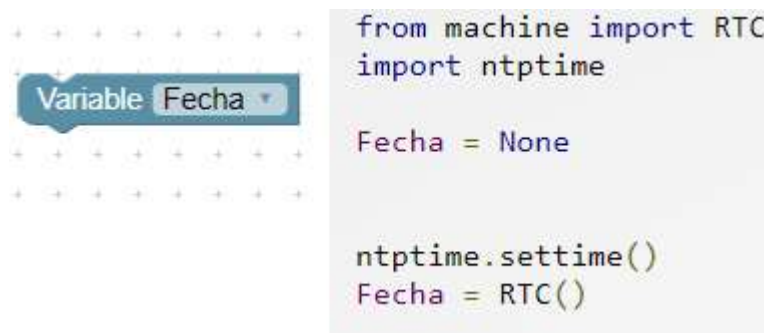 Variable Fecha
from machine import RTC
import ntptime
Fecha = None
ntptime.settime()
Fecha = RTC()